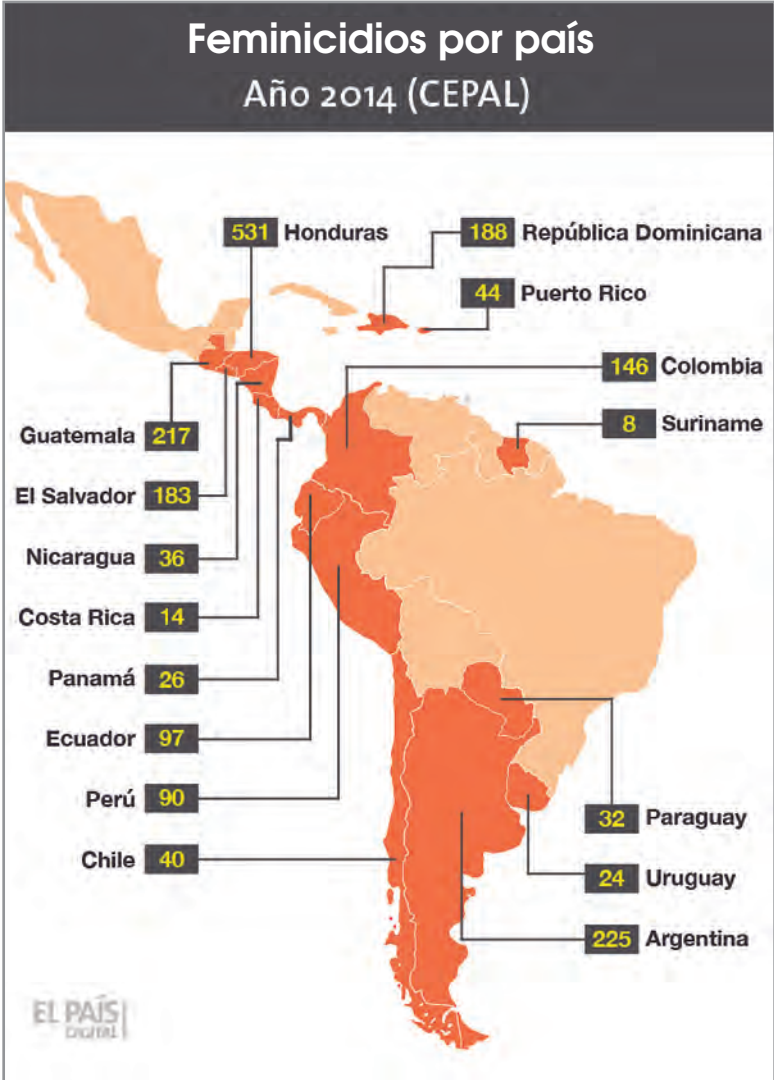 Feminicidios por país
Año 2014 (CEPAL)
531 Honduras
188 República Dominicana
44 Puerto Rico
146 Colombia
8 Suriname
Guatemala 217
El Salvador 183
Nicaragua 36
Costa Rica 14
Panamá 26
Ecuador 97
Perú 90
Chile 40
32 Paraguay
24 Uruguay
225 Argentina
EL PAÍS
DIGITAL